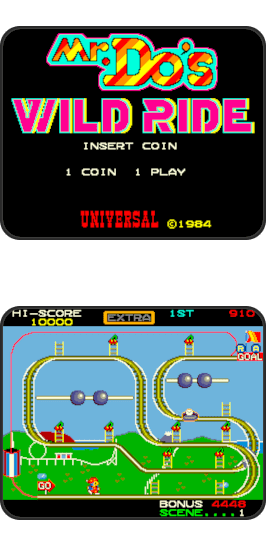 Mr. Do's
WILD RIDE
INSERT COIN
1 COIN 1 PLAY
UNIVERSAL ©1984
HI-SCORE EXTRA 1ST 910
10000
R A
GOAL
GO
BONUS 4448
SCENE....1